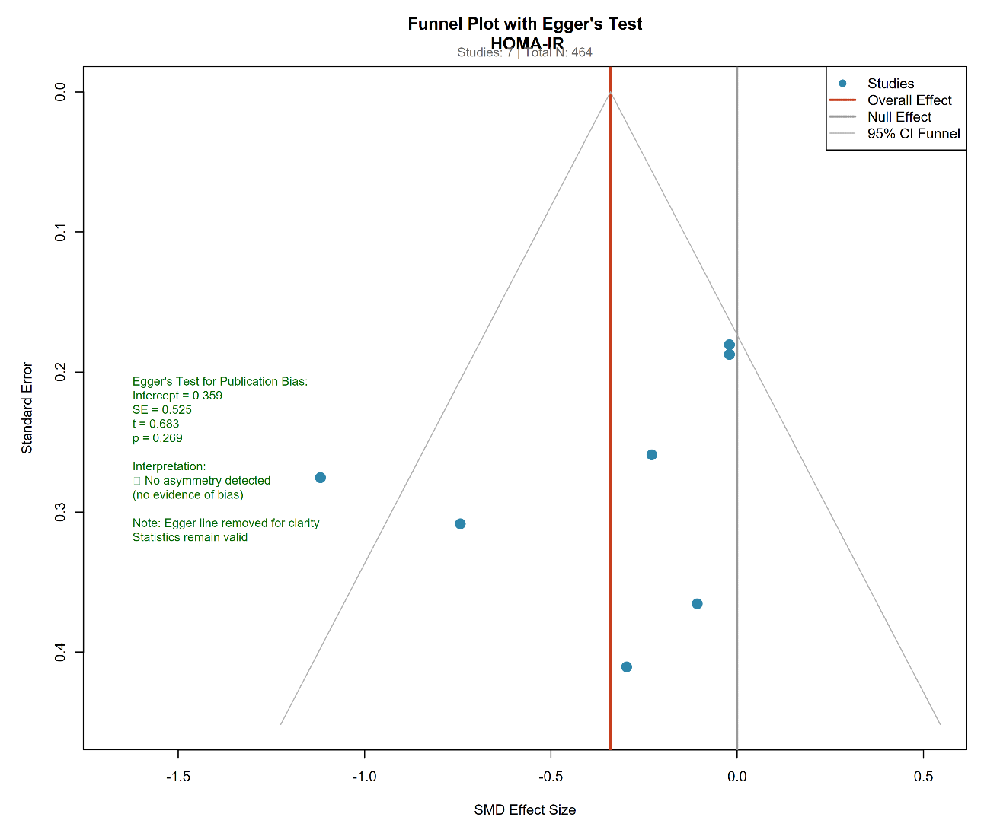 Funnel Plot with Egger's Test
HOMA-IR
Studies: 7 | Total N: 464
Studies
Overall Effect
Null Effect
95% CI Funnel
0.0
0.1
0.2
0.3
0.4
Standard Error
Egger's Test for Publication Bias:
Intercept = 0.359
SE = 0.525
t = 0.683
p = 0.269
Interpretation:
□ No asymmetry detected
(no evidence of bias)
Note: Egger line removed for clarity
Statistics remain valid
-1.5
-1.0
-0.5
0.0
0.5
SMD Effect Size